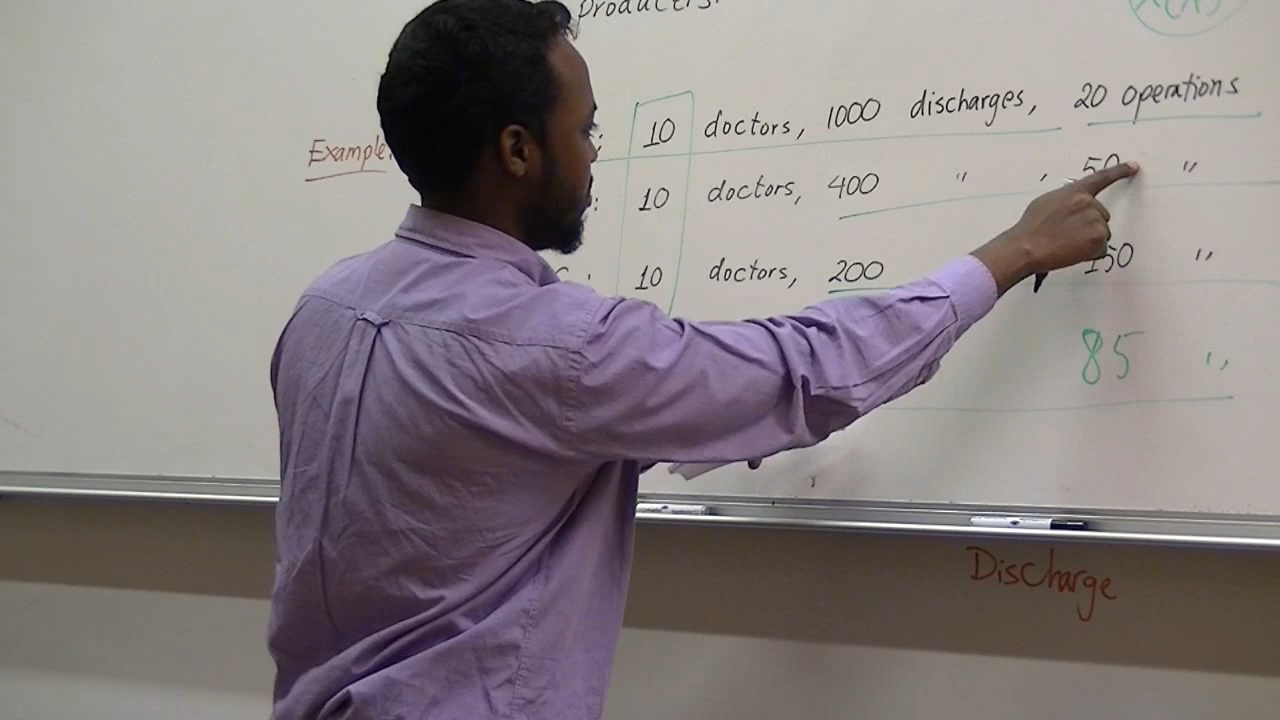 Producers.
Example:
: 10 doctors, 1000 discharges, 20 operations
: 10 doctors, 400 " , 50 "
: 10 doctors, 200 150 "
85 "
Discharge